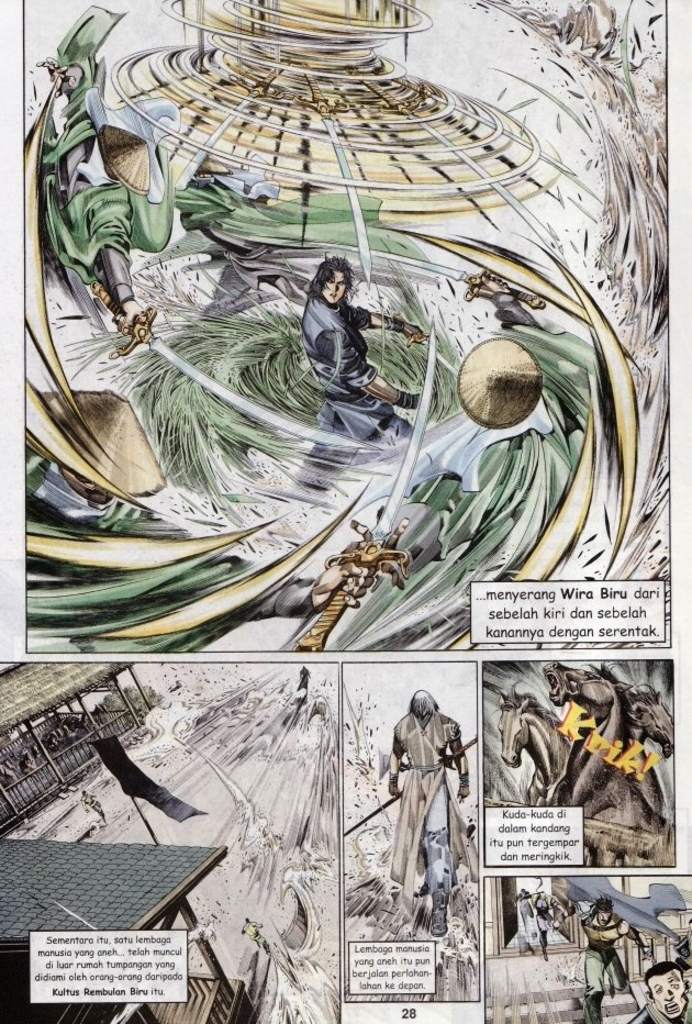 ...menyerang Wira Biru dari
sebelah kiri dan sebelah
kanannya dengan serentak.
Sementara itu, satu lembaga
manusia yang aneh... telah muncul
di luar rumah tumpangan yang
didiami oleh orang-orang daripada
Kultus Rembulan Biru itu.
Lembaga manusia
yang aneh itu pun
berjalan perlahan-
lahan ke depan.
Krik!
Kuda-kuda di
dalam kandang
itu pun tergempar
dan meringkik.
28